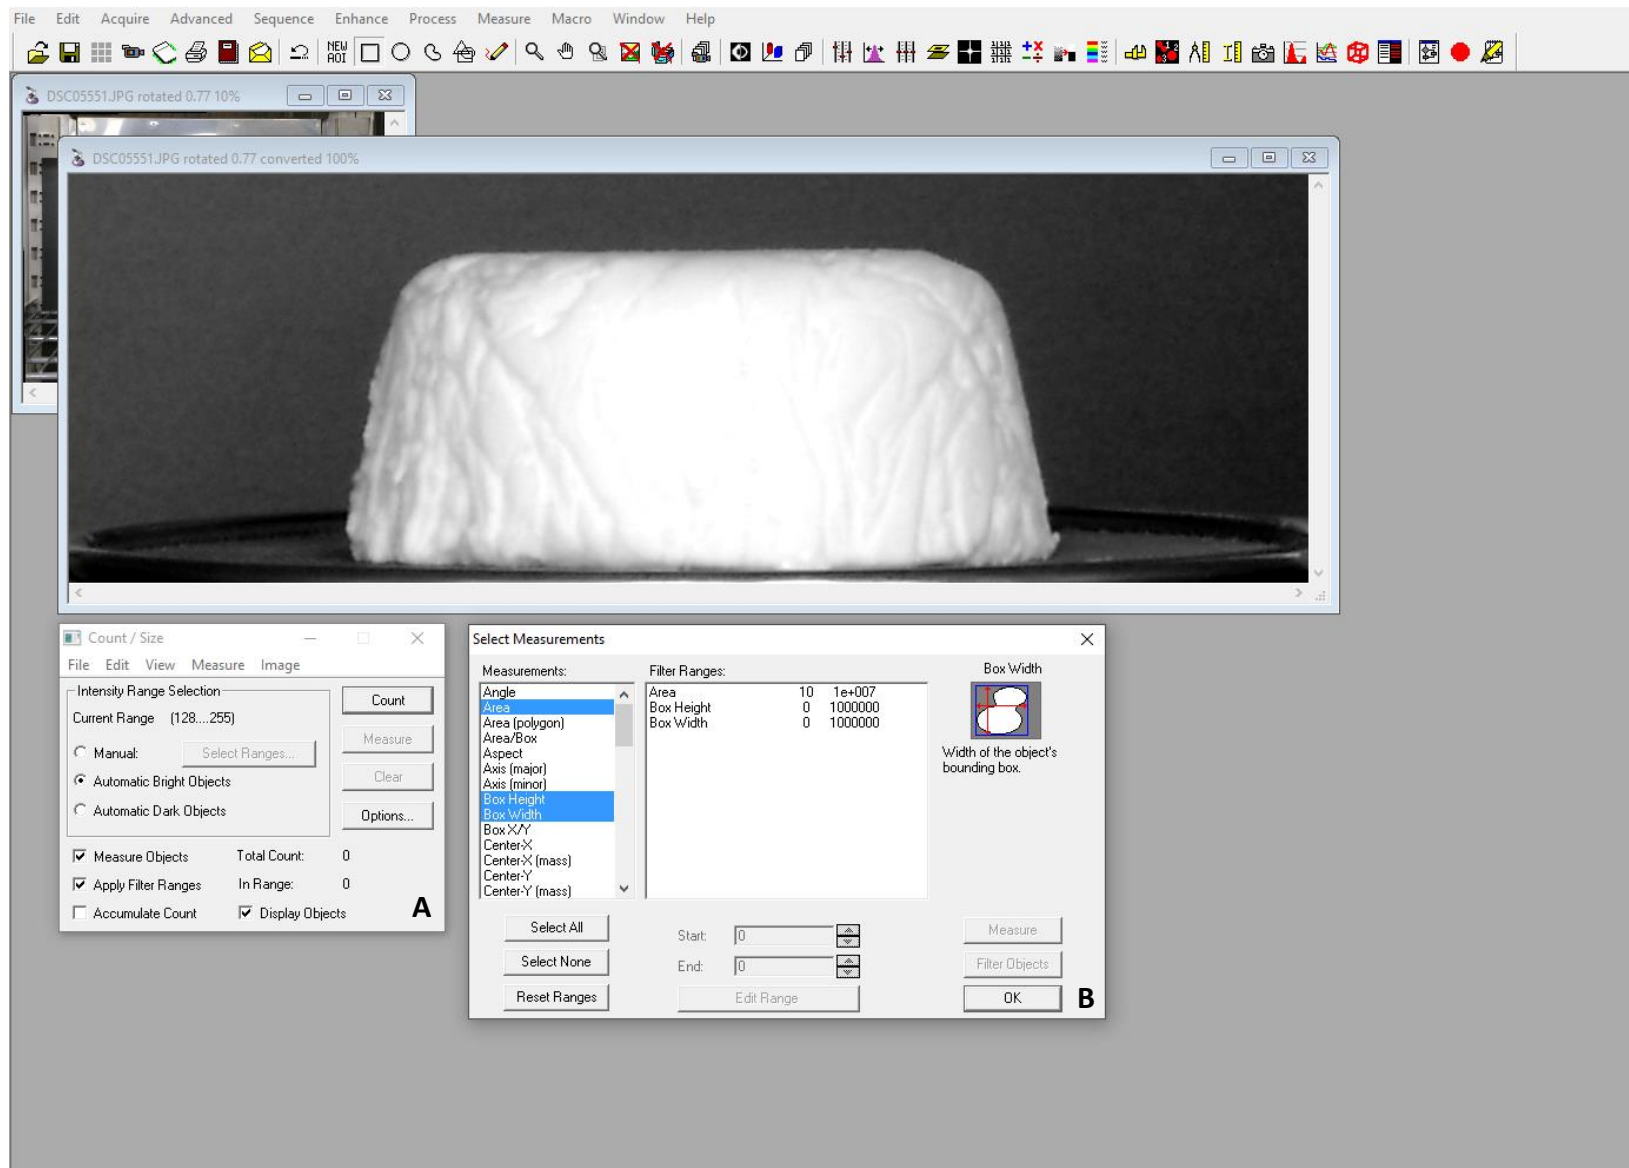 File Edit Acquire Advanced Sequence Enhance Process Measure Macro Window Help
NEW
AOI
DSC05551.JPG rotated 0.77 10%
DSC05551.JPG rotated 0.77 converted 100%
Count / Size
File Edit View Measure Image
Intensity Range Selection
Current Range (128....255)
Manual: Select Ranges...
Automatic Bright Objects
Automatic Dark Objects
Count
Measure
Clear
Options...
Measure Objects Total Count: 0
Apply Filter Ranges In Range: 0
Accumulate Count Display Objects
A
Select Measurements
Measurements:
Angle
Area
Area (polygon)
Area/Box
Aspect
Axis (major)
Axis (minor)
Box Height
Box Width
Box X/Y
Center-X
Center-X (mass)
Center-Y
Center-Y (mass)
Filter Ranges:
Area 10 1e+007
Box Height 0 1000000
Box Width 0 1000000
Box Width
Width of the object's
bounding box.
Select All
Select None
Reset Ranges
Start: 0
End: 0
Edit Range
Measure
Filter Objects
OK
B